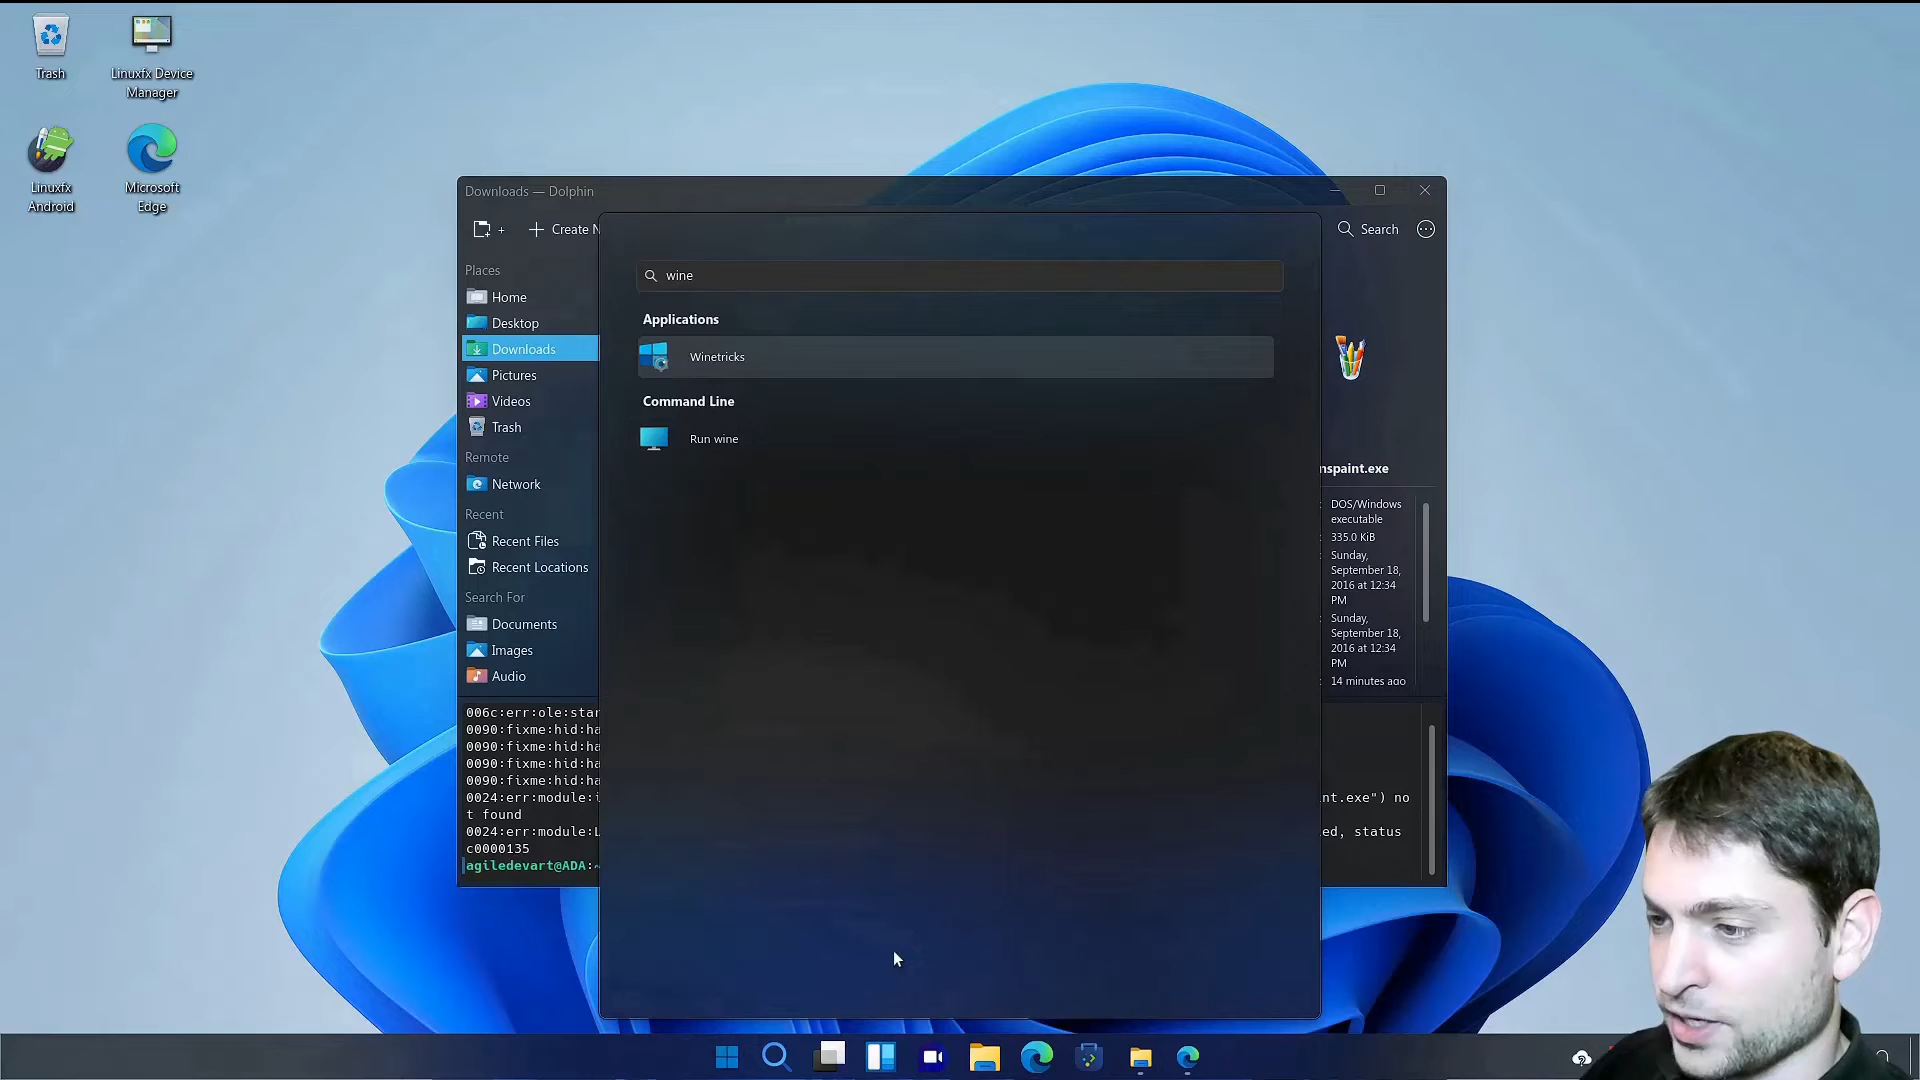 Trash
Linuxfx Device
Manager
Linuxfx
Android
Microsoft
Edge
Downloads — Dolphin
Create N
Search
Places
Home
Desktop
Downloads
Pictures
Videos
Trash
Remote
Network
Recent
Recent Files
Recent Locations
Search For
Documents
Images
Audio
wine
Applications
Winetricks
Command Line
Run wine
mspaint.exe
DOS/Windows
executable
335.0 KiB
Sunday,
September 18,
2016 at 12:34
PM
Sunday,
September 18,
2016 at 12:34
PM
14 minutes ago
006c:err:ole:star
0090:fixme:hid:ha
0090:fixme:hid:ha
0090:fixme:hid:ha
0090:fixme:hid:ha
0024:err:module:i
int.exe") no
t found
0024:err:module:L
ed, status
c0000135
agiledevart@ADA:~